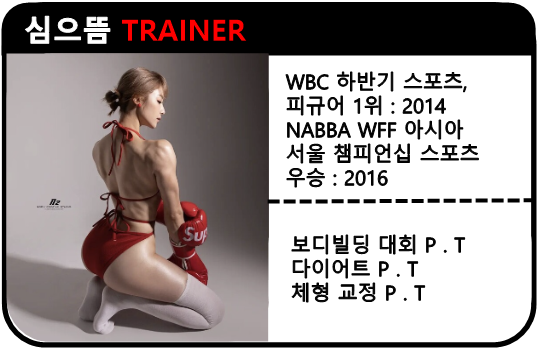 심으뜸 TRAINER
WBC 하반기 스포츠,
피규어 1위 : 2014
NABBA WFF 아시아
서울 챔피언십 스포츠
우승 : 2016
보디빌딩 대회 P . T
다이어트 P . T
체형 교정 P . T
Sup